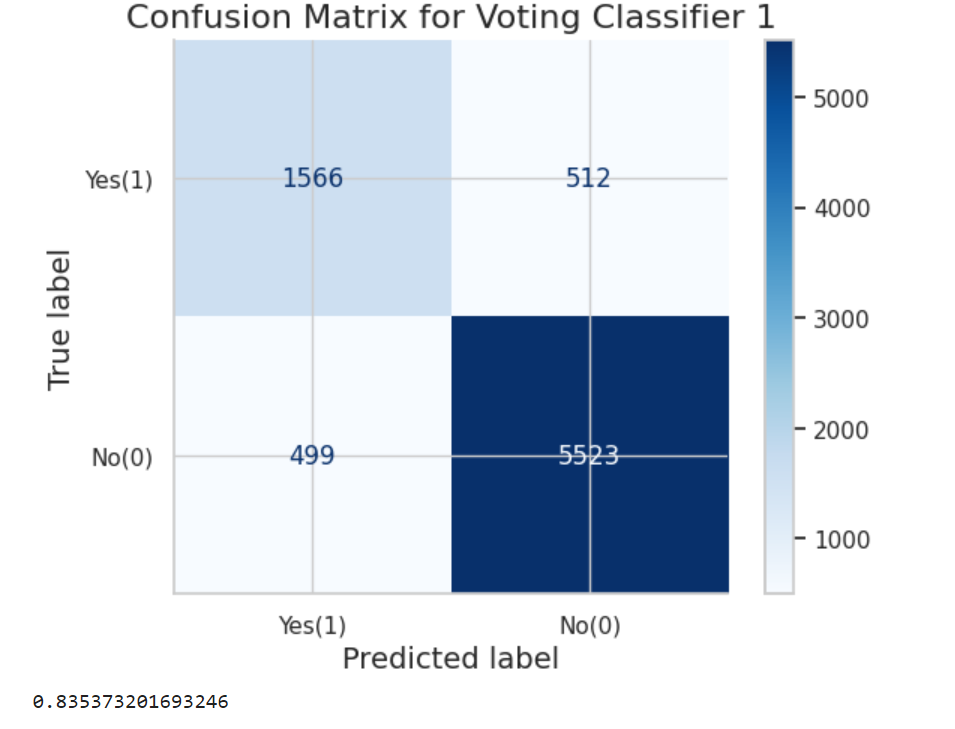 Confusion Matrix for Voting Classifier 1
5000
Yes(1) 1566 512
4000
True label
3000
2000
No(0) 499 5523
1000
Yes(1) No(0)
Predicted label
0.835373201693246